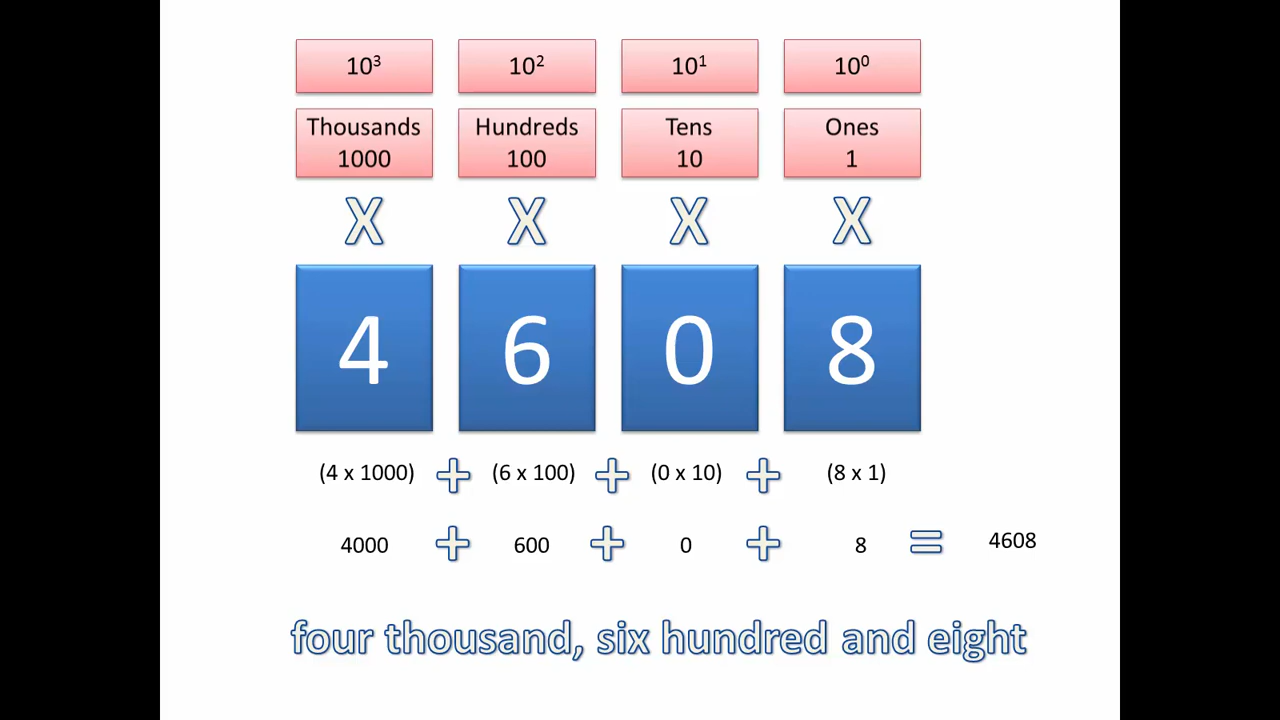 10³ 10² 10¹ 10⁰
Thousands Hundreds Tens Ones
1000 100 10 1
X X X X
4 6 0 8
(4 x 1000) + (6 x 100) + (0 x 10) + (8 x 1)
4000 + 600 + 0 + 8 = 4608
four thousand, six hundred and eight